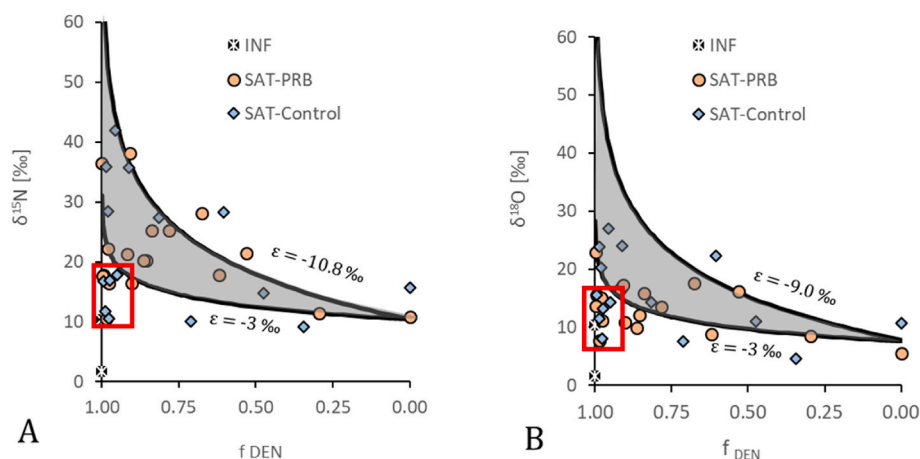 60
50
40
30
20
10
0
δ15N [‰]
INF
SAT-PRB
SAT-Control
ε = -10.8 ‰
ε = -3 ‰
1.00
0.75
0.50
0.25
0.00
f DEN
A
60
50
40
30
20
10
0
δ18O [‰]
INF
SAT-PRB
SAT-Control
ε = -9.0 ‰
ε = -3 ‰
1.00
0.75
0.50
0.25
0.00
f DEN
B